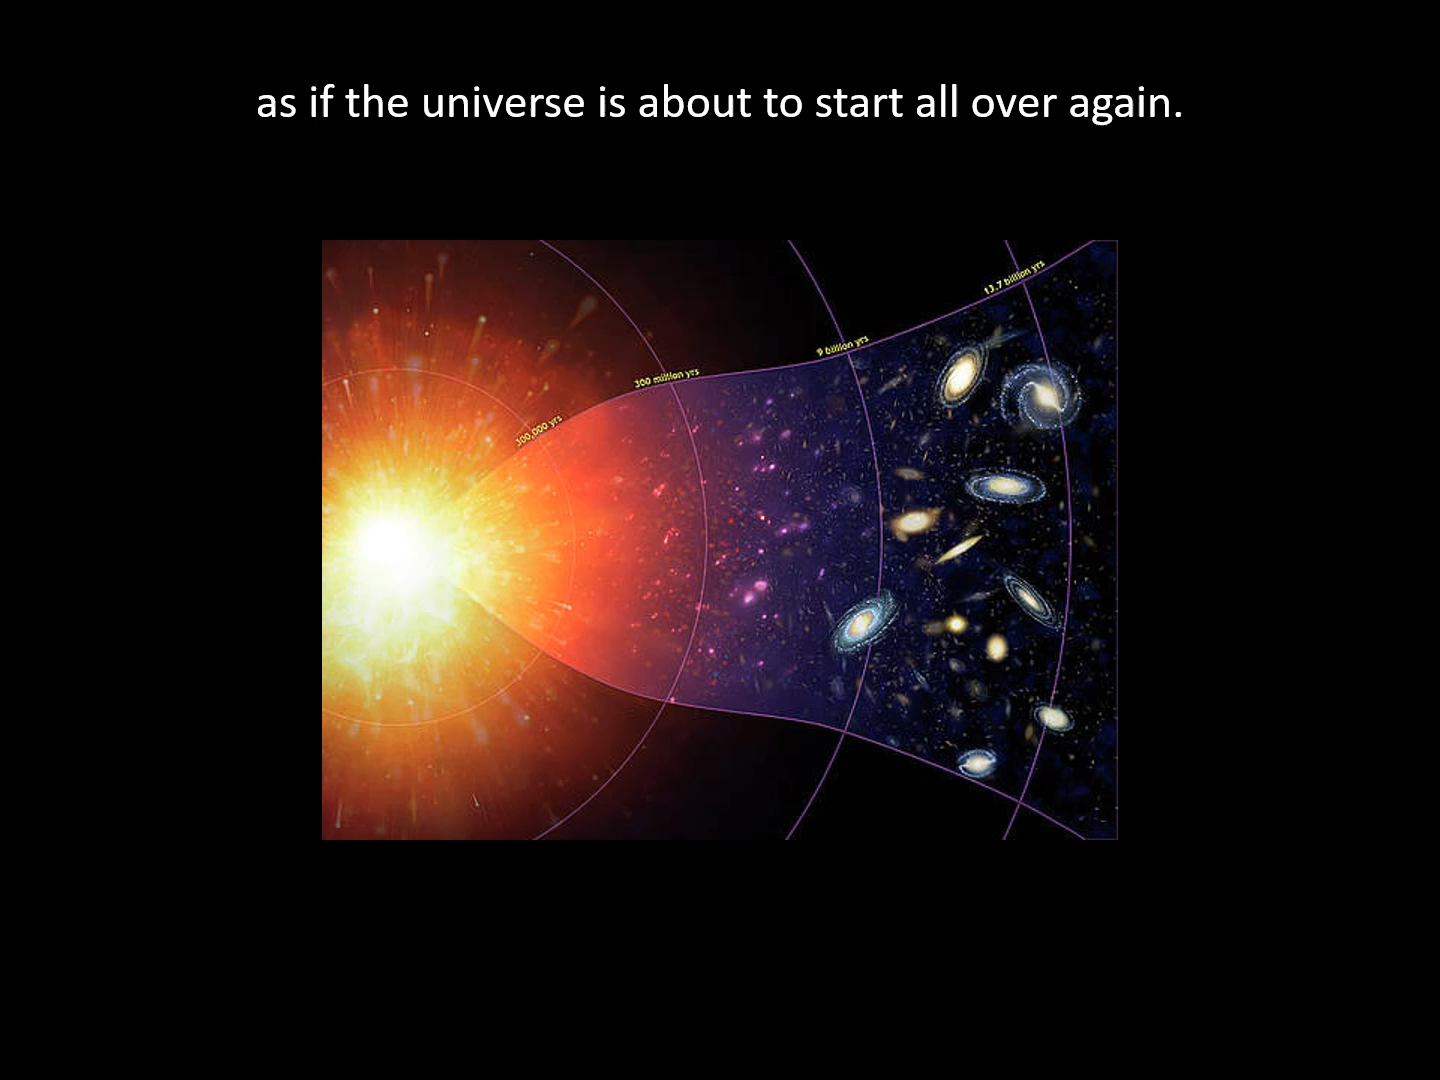 as if the universe is about to start all over again.
300,000 yrs
300 million yrs
9 billion yrs
13,7 billion yrs